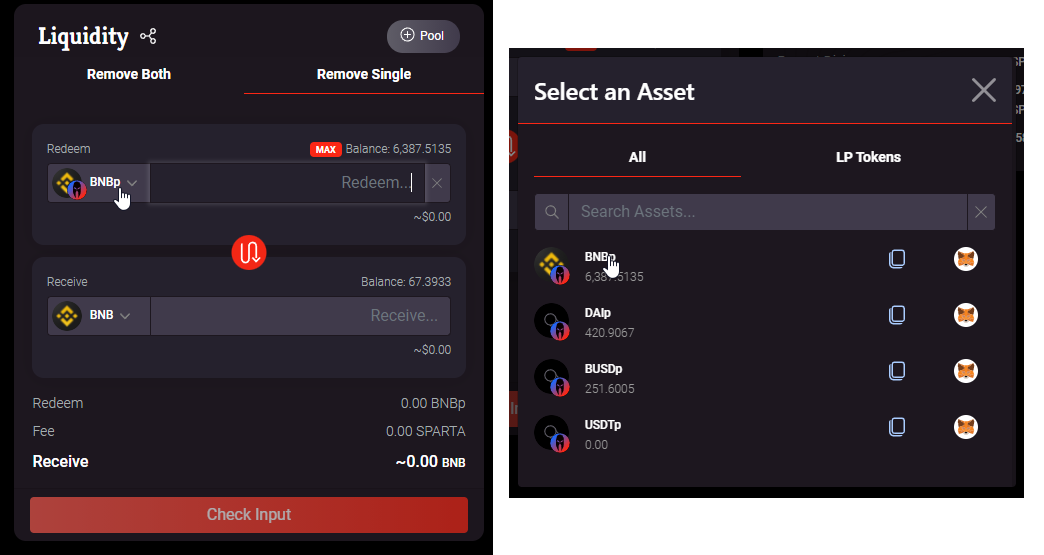 Liquidity
Pool
Remove Both
Remove Single
Redeem
MAX Balance: 6,387.5135
BNBp
Redeem...
~$0.00
Receive
Balance: 67.3933
BNB
Receive...
~$0.00
Redeem 0.00 BNBp
Fee 0.00 SPARTA
Receive ~0.00 BNB
Check Input
Select an Asset
All
LP Tokens
Search Assets...
BNBp
6,387.5135
DAIp
420.9067
BUSDp
251.6005
USDTp
0.00